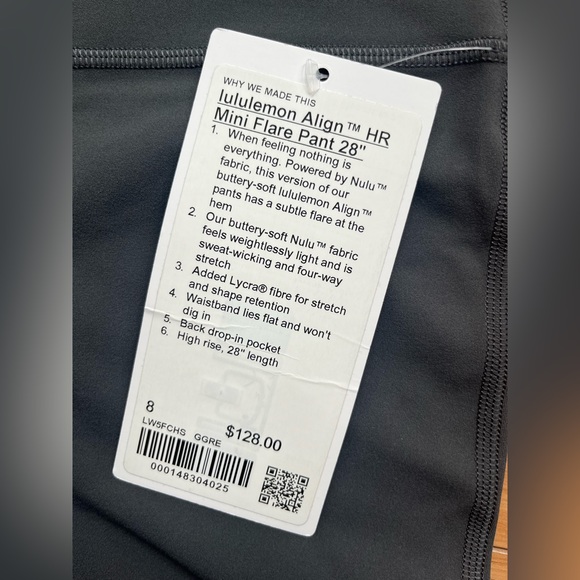 WHY WE MADE THIS
lululemon Align™ HR
Mini Flare Pant 28"
1. When feeling nothing is
everything. Powered by Nulu™
fabric, this version of our
buttery-soft lululemon Align™
pants has a subtle flare at the
hem
2. Our buttery-soft Nulu™ fabric
feels weightlessly light and is
sweat-wicking and four-way
stretch
3. Added Lycra® fibre for stretch
and shape retention
4. Waistband lies flat and won't
dig in
5. Back drop-in pocket
6. High rise, 28" length
8
$128.00
LW5FCHS GGRE
000148304025